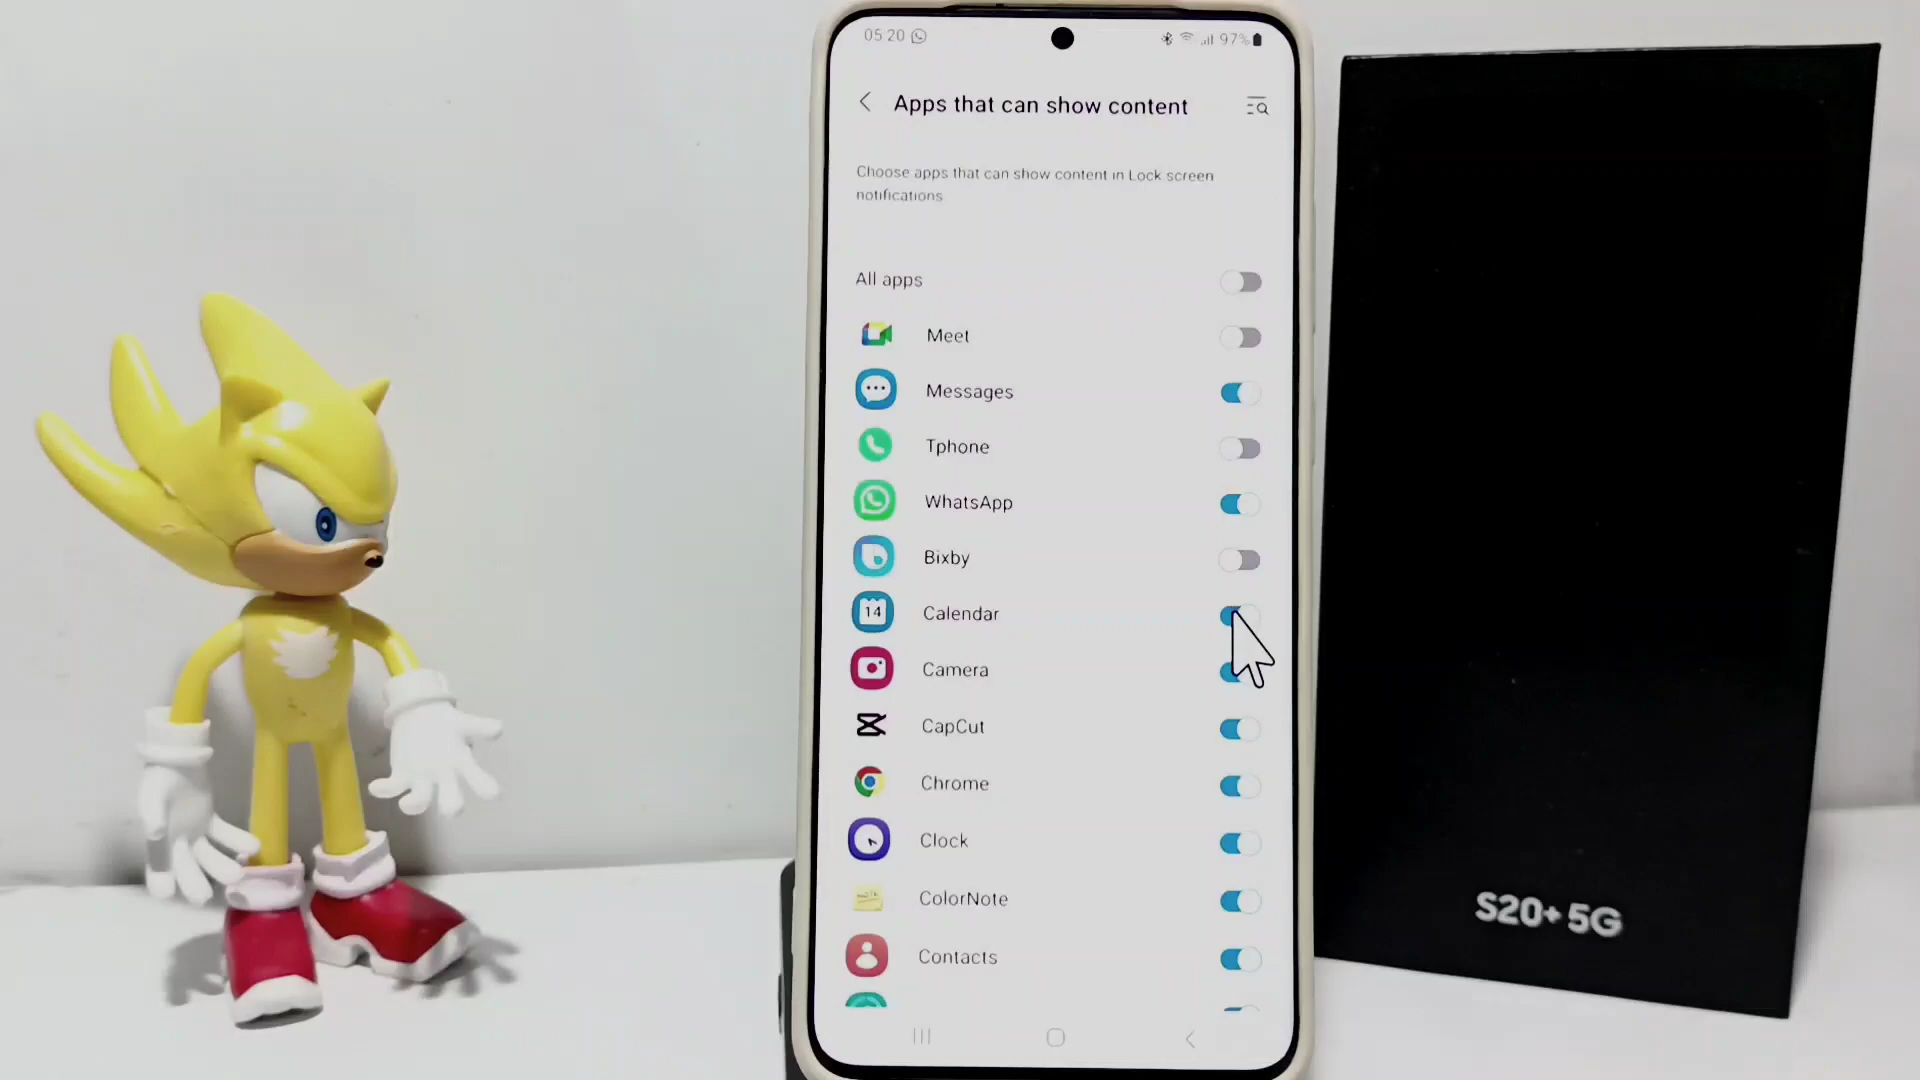 05:20
97%
Apps that can show content
Choose apps that can show content in Lock screen
notifications
All apps
Meet
Messages
Tphone
WhatsApp
Bixby
14
Calendar
Camera
CapCut
Chrome
Clock
ColorNote
Contacts
S20+ 5G